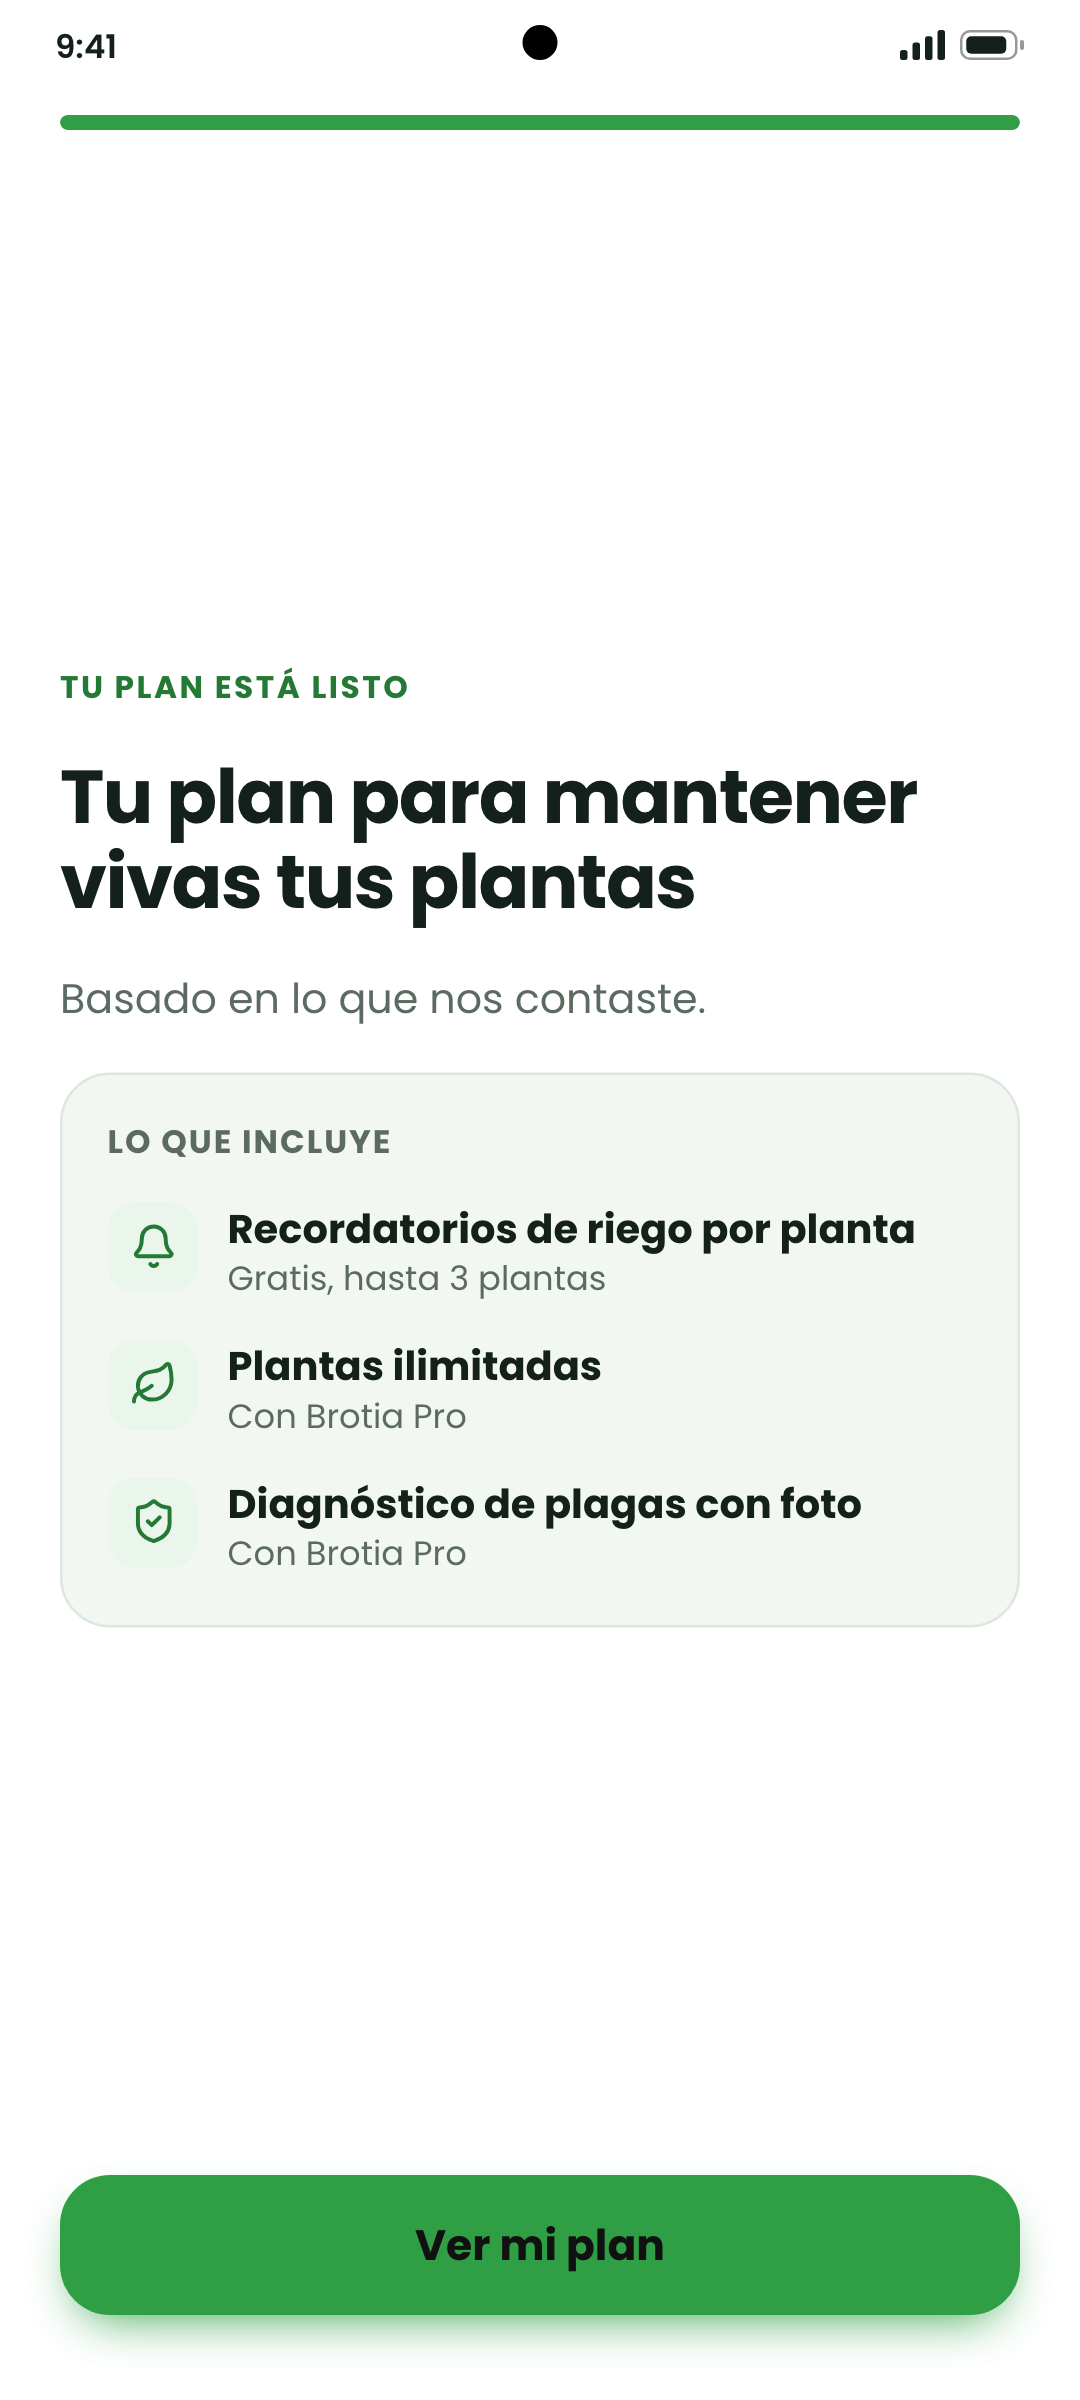 9:41
TU PLAN ESTÁ LISTO
Tu plan para mantener
vivas tus plantas
Basado en lo que nos contaste.
LO QUE INCLUYE
Recordatorios de riego por planta
Gratis, hasta 3 plantas
Plantas ilimitadas
Con Brotia Pro
Diagnóstico de plagas con foto
Con Brotia Pro
Ver mi plan